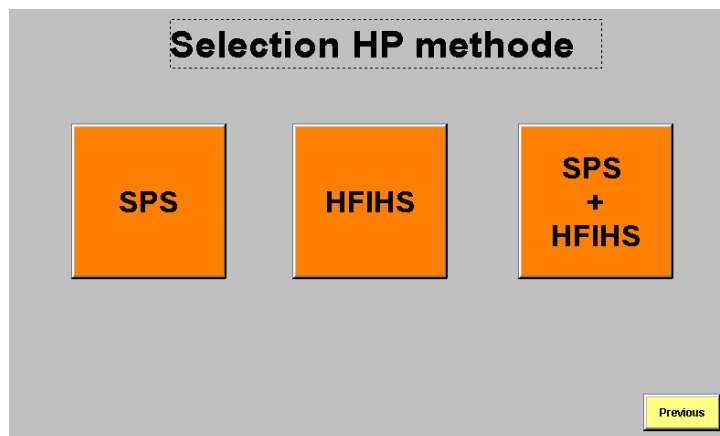 Selection HP methode
SPS
HFIHS
SPS
+
HFIHS
Previous